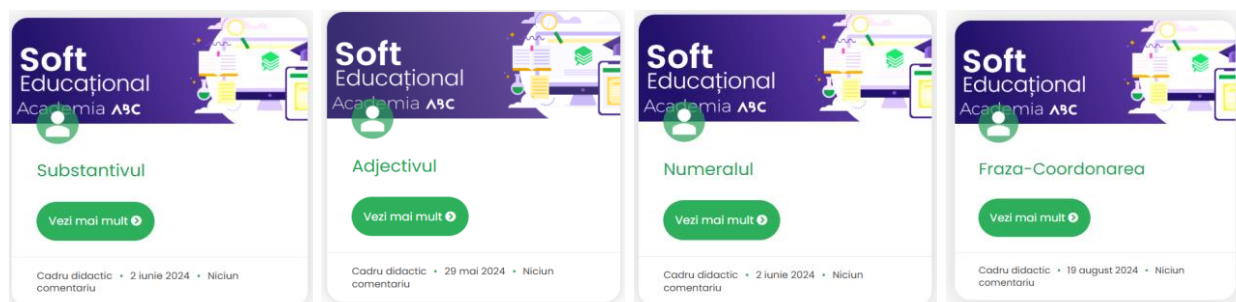 Soft
Educațional
Academia ABC
Substantivul
Vezi mai mult
Cadru didactic • 2 iunie 2024 • Niciun
comentariu
Soft
Educațional
Academia ABC
Adjectivul
Vezi mai mult
Cadru didactic • 29 mai 2024 • Niciun
comentariu
Soft
Educațional
Academia ABC
Numeralul
Vezi mai mult
Cadru didactic • 2 iunie 2024 • Niciun
comentariu
Soft
Educațional
Academia ABC
Fraza-Coordonarea
Vezi mai mult
Cadru didactic • 19 august 2024 • Niciun
comentariu